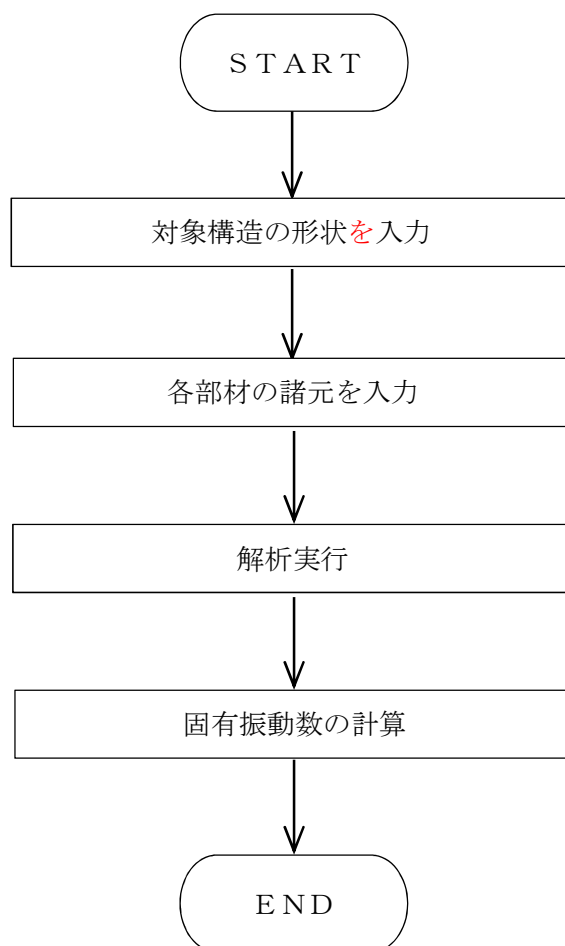 ＳＴＡＲＴ
対象構造の形状を入力
各部材の諸元を入力
解析実行
固有振動数の計算
ＥＮＤ